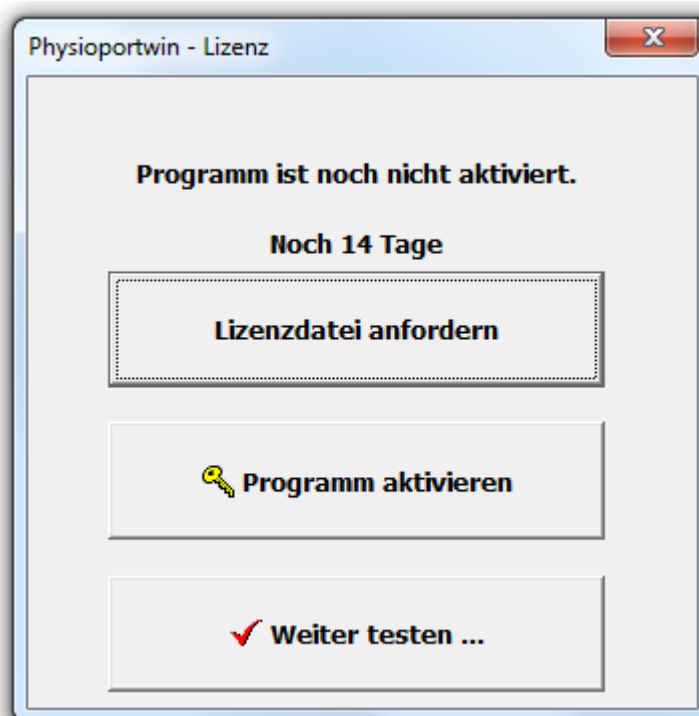 Physioportwin - Lizenz
Programm ist noch nicht aktiviert.
Noch 14 Tage
Lizenzdatei anfordern
Programm aktivieren
Weiter testen ...